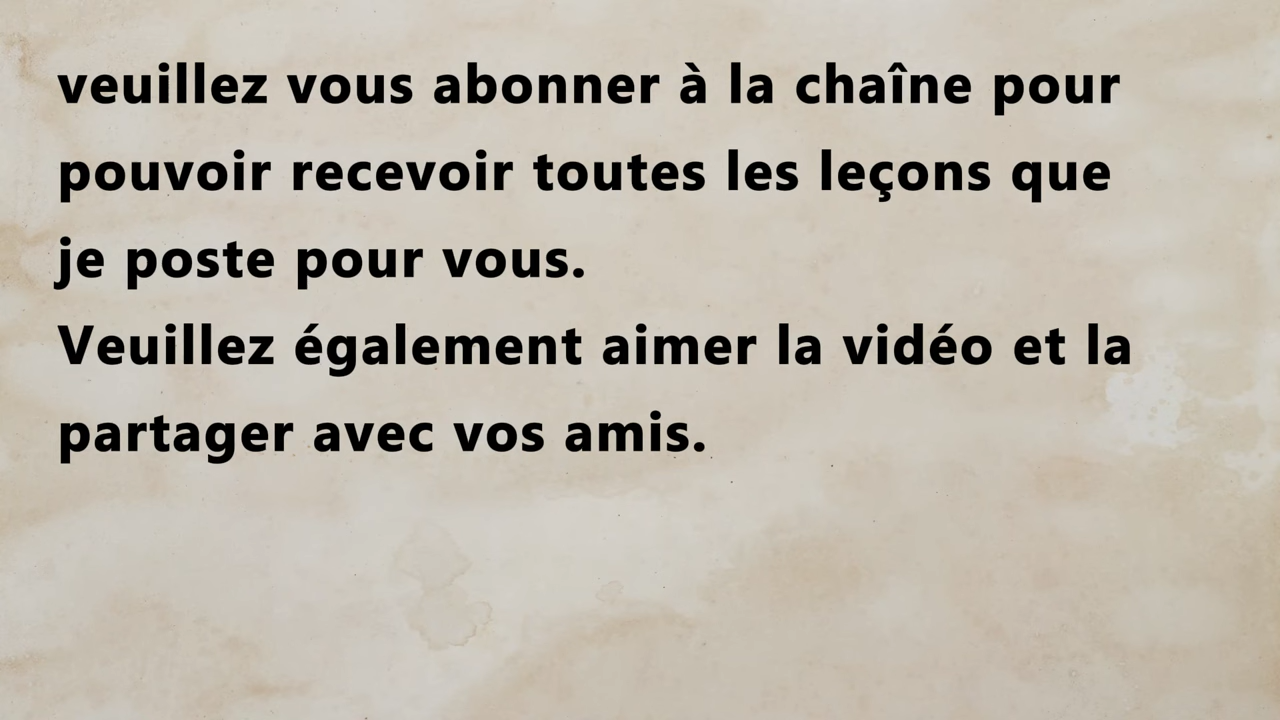 veuillez vous abonner à la chaîne pour
pouvoir recevoir toutes les leçons que
je poste pour vous.
Veuillez également aimer la vidéo et la
partager avec vos amis.